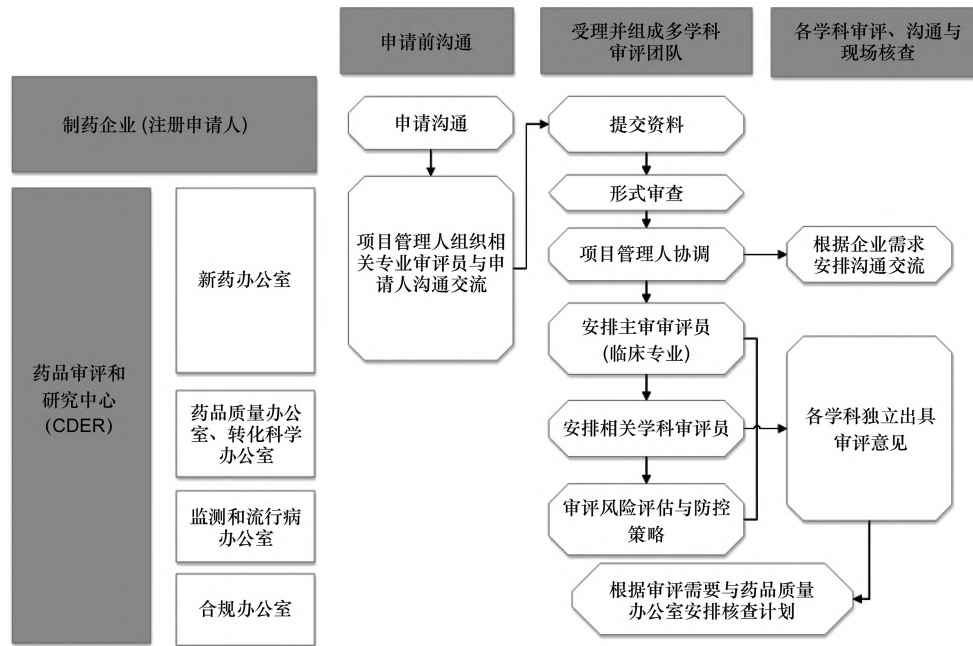 申请前沟通
受理并组成多学科
审评团队
各学科审评、沟通与
现场核查
制药企业 (注册申请人)
申请沟通
提交资料
形式审查
新药办公室
项目管理人组织相
关专业审评员与申
请人沟通交流
项目管理人协调
根据企业需求
安排沟通交流
安排主审审评员
(临床专业)
药品审评和
研究中心
(CDER)
药品质量办公
室、转化科学
办公室
安排相关学科审评员
各学科独立出具
审评意见
监测和流行病
办公室
审评风险评估与防控
策略
合规办公室
根据审评需要与药品质量
办公室安排核查计划